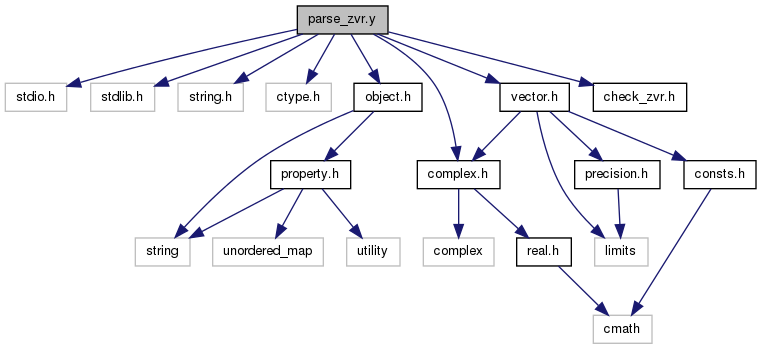 parse_zvr.y
stdio.h
stdlib.h
string.h
ctype.h
object.h
vector.h
check_zvr.h
property.h
complex.h
precision.h
consts.h
string
unordered_map
utility
complex
real.h
limits
cmath